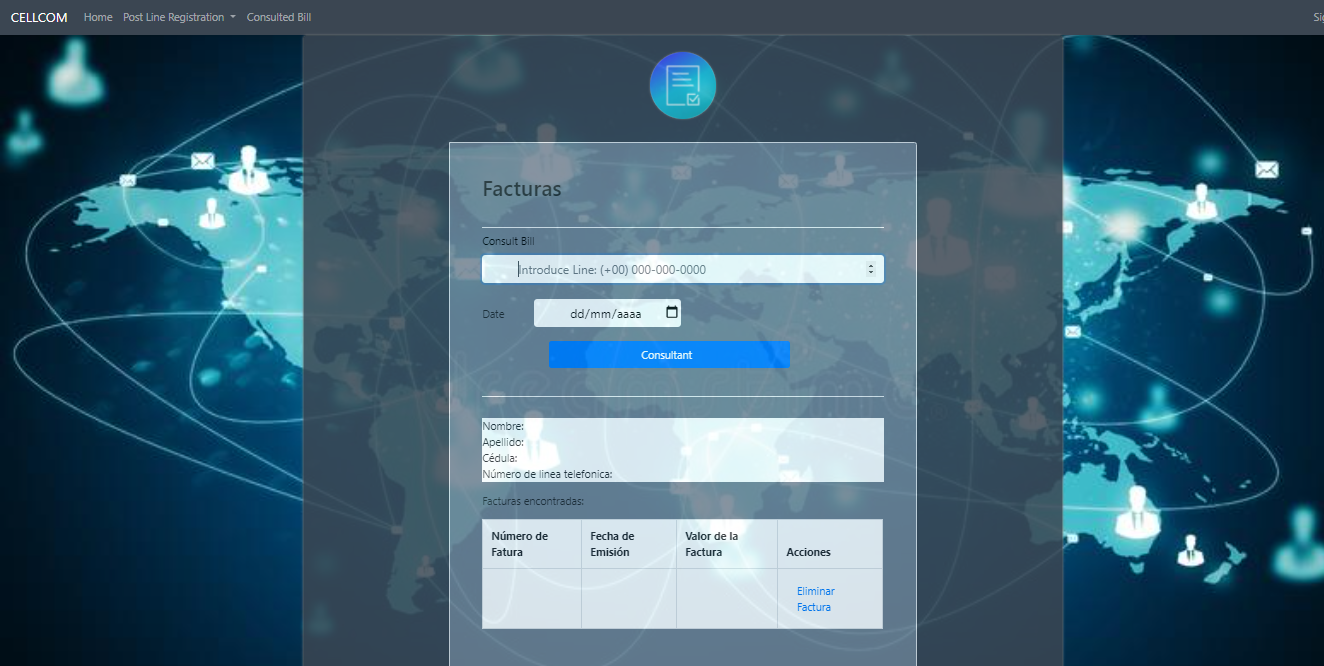 CELLCOM Home Post Line Registration Consulted Bill
Facturas
Consult Bill
Introduce Line: (+00) 000-000-0000
Date dd/mm/aaaa
Consultant
Nombre:
Apellido:
Cédula:
Número de linea telefonica:
Facturas encontradas:
Número de Fatura
Fecha de Emisión
Valor de la Factura
Acciones
Eliminar
Factura